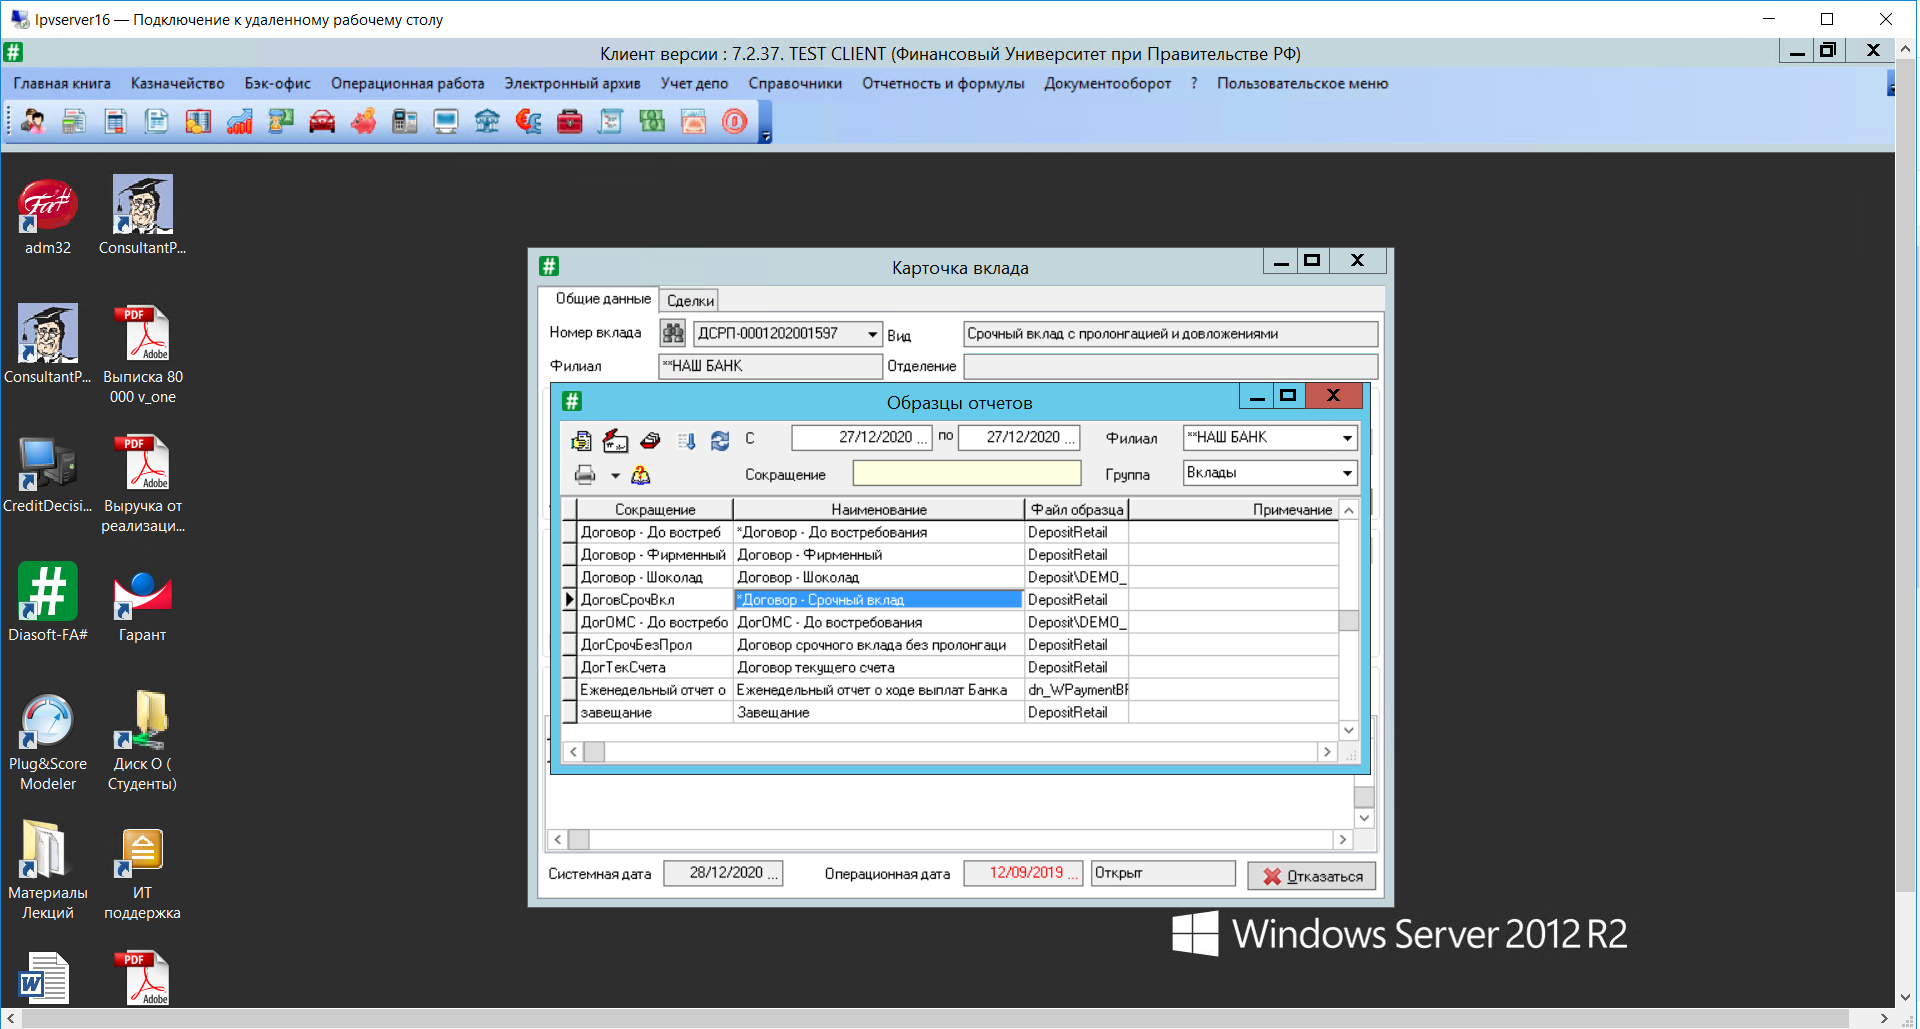 Ipvserver16 — Подключение к удаленному рабочему столу
Клиент версии : 7.2.37. TEST CLIENT (Финансовый Университет при Правительстве РФ)
Главная книга Казначейство Бэк-офис Операционная работа Электронный архив Учет депо Справочники Отчетность и формулы Документооборот ? Пользовательское меню
adm32 ConsultantP...
ConsultantP... Выписка 80 000 v_one
CreditDecisi... Выручка от реализаци...
Diasoft-FA# Гарант
Plug&Score Modeler Диск О ( Студенты)
Материалы Лекций ИТ поддержка
PDF Adobe
Карточка вклада
Общие данные Сделки
Номер вклада ДСРП-0001202001597 Вид Срочный вклад с пролонгацией и довложениями
Филиал **НАШ БАНК Отделение
Образцы отчетов
С 27/12/2020 ... по 27/12/2020 ... Филиал **НАШ БАНК
Сокращение Группа Вклады
Сокращение Наименование Файл образца Примечание
Договор - До востреб *Договор - До востребования DepositRetail
Договор - Фирменный Договор - Фирменный DepositRetail
Договор - Шоколад Договор - Шоколад Deposit\DEMO_
ДоговСрочВкл *Договор - Срочный вклад DepositRetail
ДогОМС - До востребо ДогОМС - До востребования Deposit\DEMO_
ДогСрочБезПрол Договор срочного вклада без пролонгаци DepositRetail
ДогТекСчета Договор текущего счета DepositRetail
Еженедельный отчет о Еженедельный отчет о ходе выплат Банка dn_WPaymentBF
завещание Завещание DepositRetail
Системная дата 28/12/2020 ... Операционная дата 12/09/2019 ... Открыт Отказаться
Windows Server 2012 R2